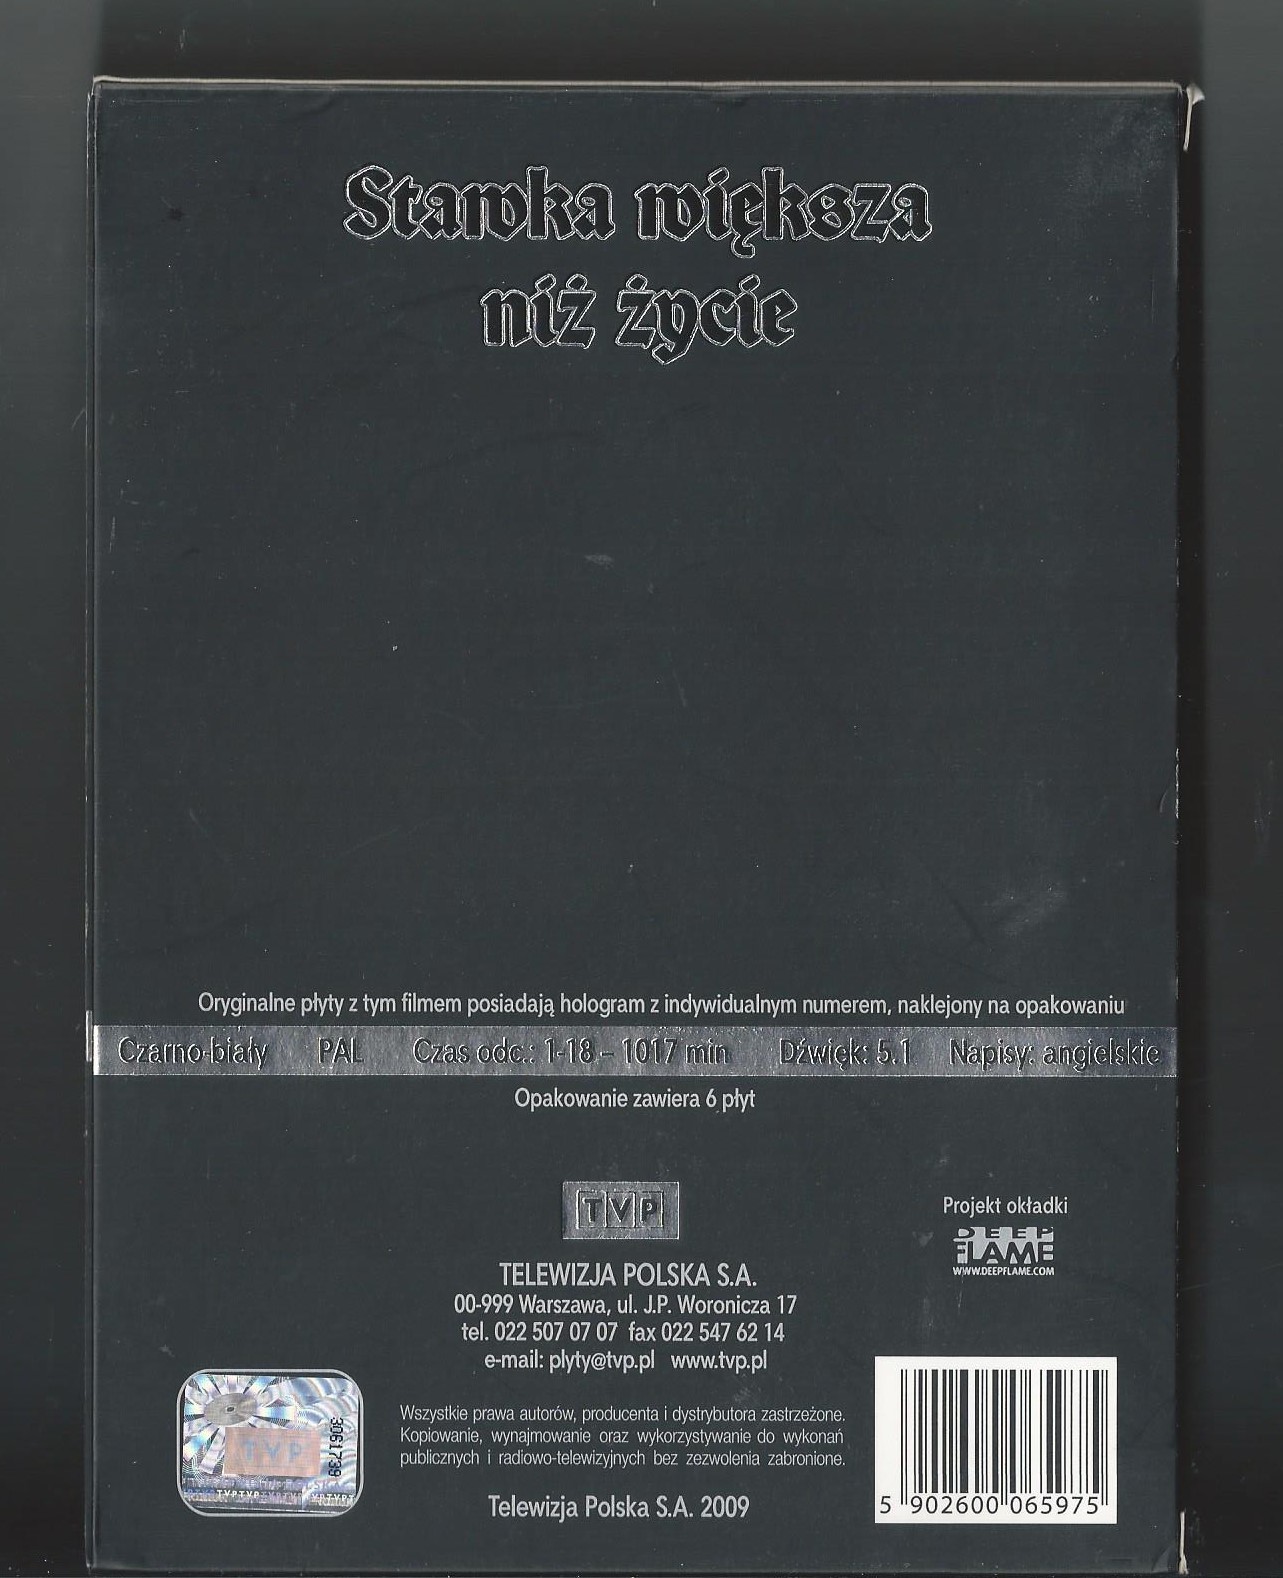 Stawka większa
niż życie
Oryginalne płyty z tym filmem posiadają hologram z indywidualnym numerem, naklejony na opakowaniu
Czarno-biały PAL Czas odc.: 1-18 – 1017 min Dźwięk: 5.1 Napisy: angielskie
Opakowanie zawiera 6 płyt
TVP
Projekt okładki
DEEP
FLAME
WWW.DEEPFLAME.COM
TELEWIZJA POLSKA S.A.
00-999 Warszawa, ul. J.P. Woronicza 17
tel. 022 507 07 07 fax 022 547 62 14
e-mail: plyty@tvp.pl www.tvp.pl
Wszystkie prawa autorów, producenta i dystrybutora zastrzeżone.
Kopiowanie, wynajmowanie oraz wykorzystywanie do wykonań
publicznych i radiowo-telewizyjnych bez zezwolenia zabronione.
Telewizja Polska S.A. 2009
TVP
3061739
5 902600 065975